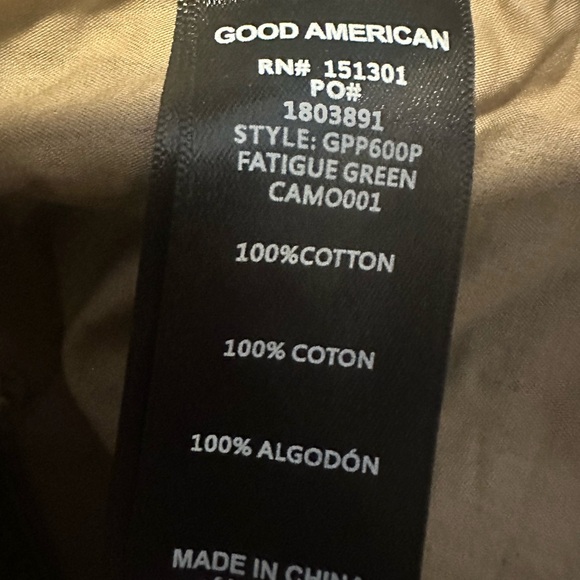 GOOD AMERICAN
RN# 151301
PO#
1803891
STYLE: GPP600P
FATIGUE GREEN
CAMO001
100%COTTON
100% COTON
100% ALGODÓN
MADE IN CHINA